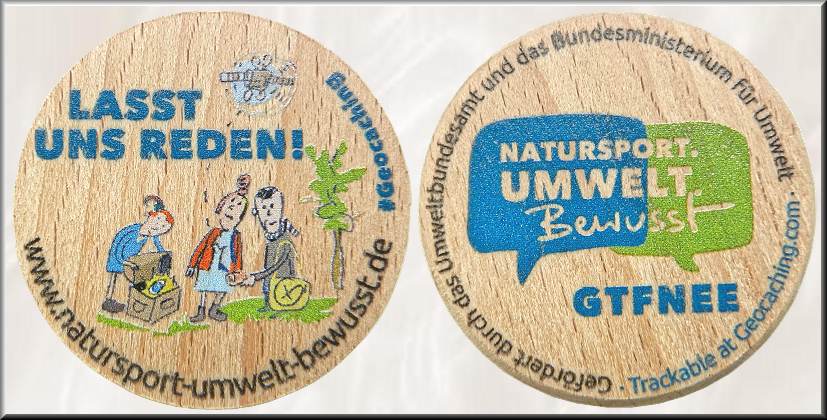 LASST
UNS REDEN!
#Geocaching
www.natursport-umwelt-bewusst.de
Gefördert durch das Umweltbundesamt und das Bundesministerium für Umwelt
NATURSPORT.
UMWELT.
Bewusst
GTFNEE
· Trackable at Geocaching.com ·